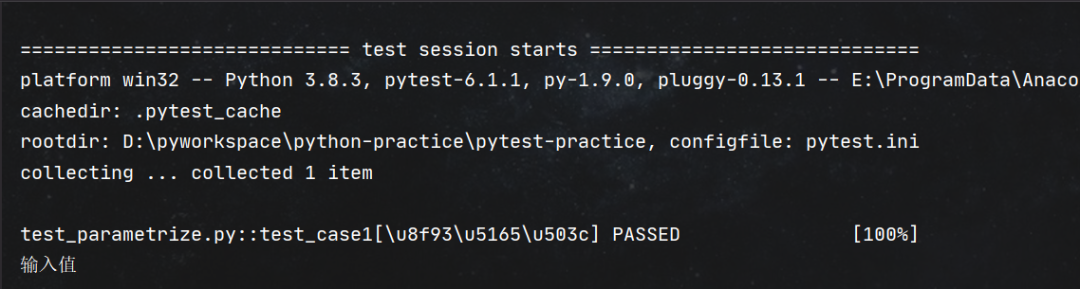 ============================= test session starts =============================
platform win32 -- Python 3.8.3, pytest-6.1.1, py-1.9.0, pluggy-0.13.1 -- E:\ProgramData\Anaco
cachedir: .pytest_cache
rootdir: D:\pyworkspace\python-practice\pytest-practice, configfile: pytest.ini
collecting ... collected 1 item
test_parametrize.py::test_case1[\u8f93\u5165\u503c] PASSED [100%]
输入值